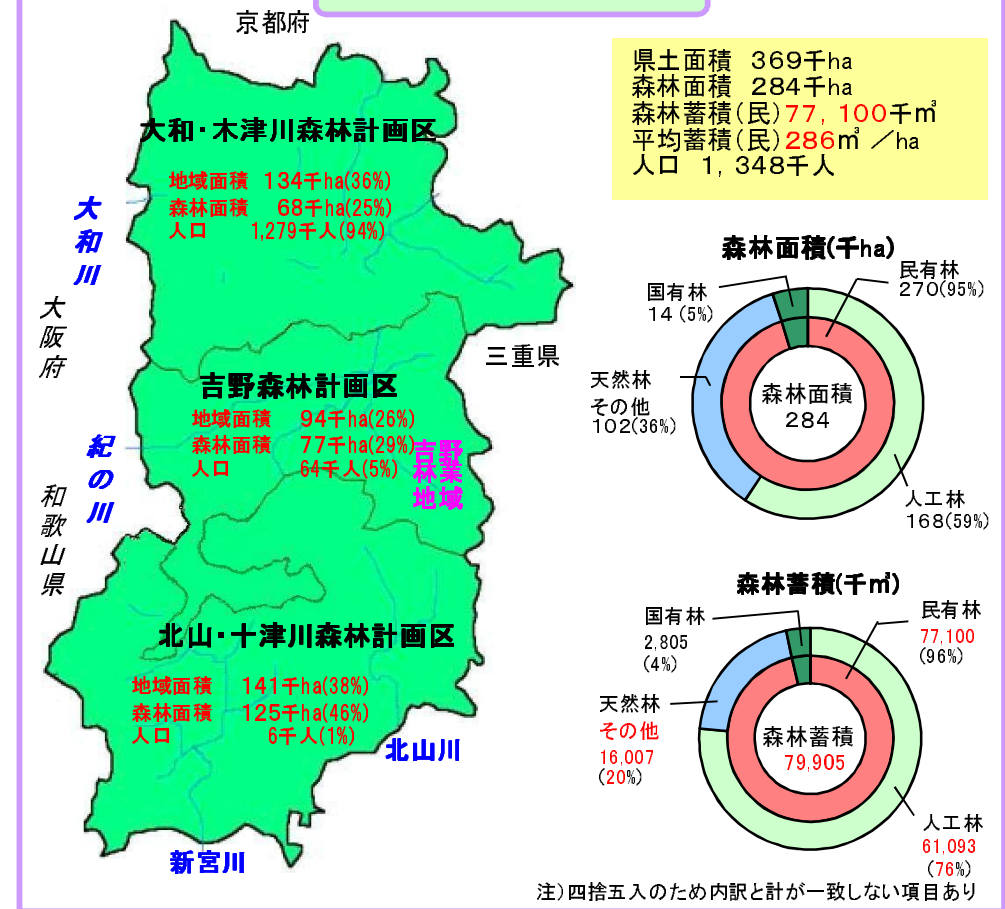 京都府
県土面積 369千ha
森林面積 284千ha
森林蓄積(民)77,100千㎥
平均蓄積(民)286㎥/ha
人口 1,348千人
大和・木津川森林計画区
地域面積 134千ha(36%)
森林面積 68千ha(25%)
人口 1,279千人(94%)
大和川
大阪府
三重県
吉野森林計画区
地域面積 94千ha(26%)
森林面積 77千ha(29%)
人口 64千人(5%)
吉野
林業
地域
紀の川
和歌山県
北山・十津川森林計画区
地域面積 141千ha(38%)
森林面積 125千ha(46%)
人口 6千人(1%)
北山川
新宮川
森林面積(千ha)
国有林
14(5%)
民有林
270(95%)
天然林
その他
102(36%)
森林面積
284
人工林
168(59%)
森林蓄積(千㎥)
国有林
2,805
(4%)
民有林
77,100
(96%)
天然林
その他
16,007
(20%)
森林蓄積
79,905
人工林
61,093
(76%)
注)四捨五入のため内訳と計が一致しない項目あり